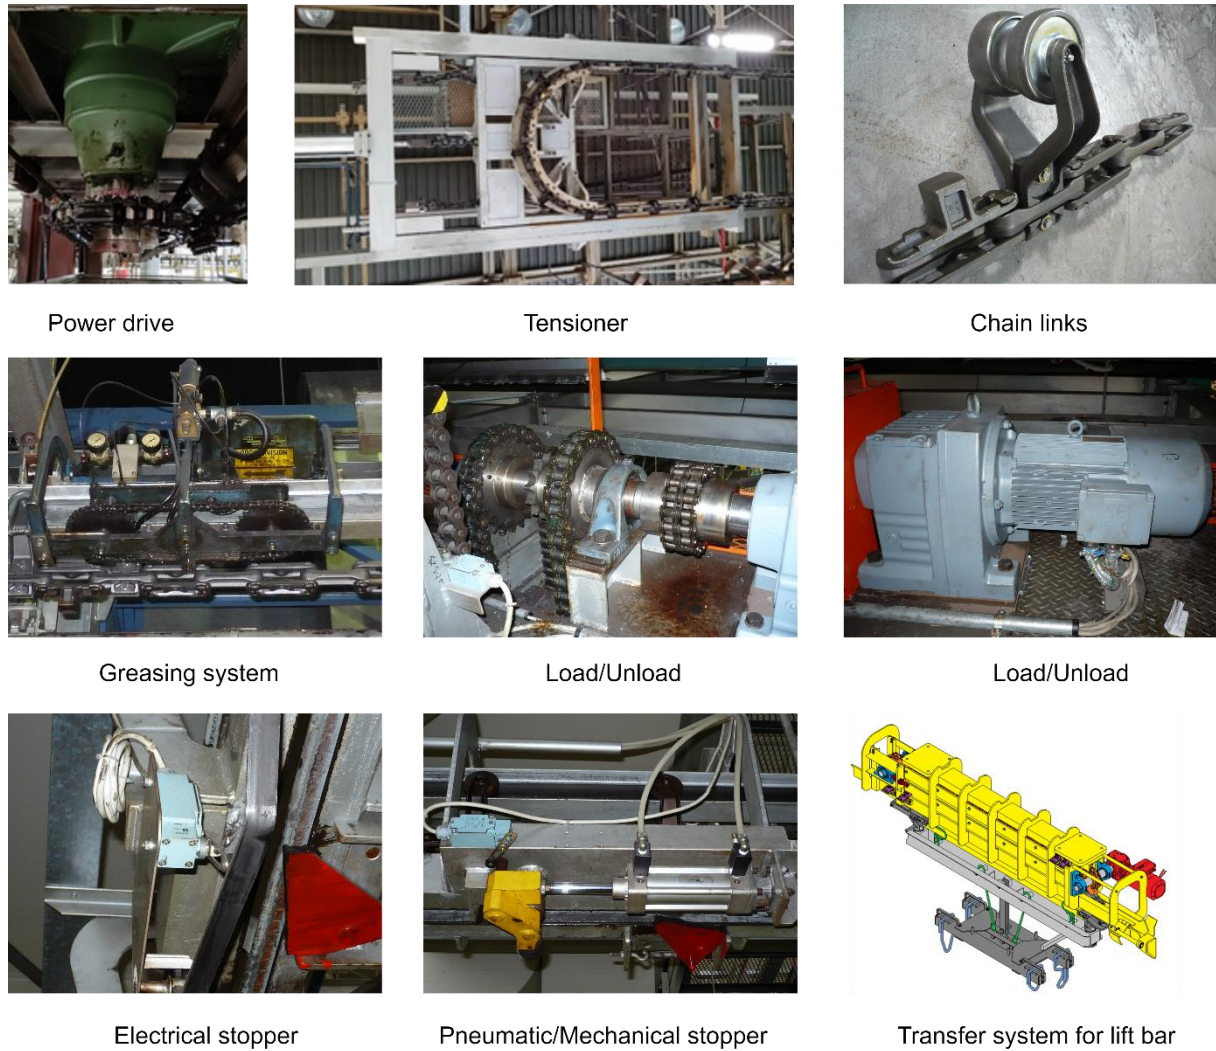 Power drive
Tensioner
Chain links
Greasing system
Load/Unload
Load/Unload
Electrical stopper
Pneumatic/Mechanical stopper
Transfer system for lift bar